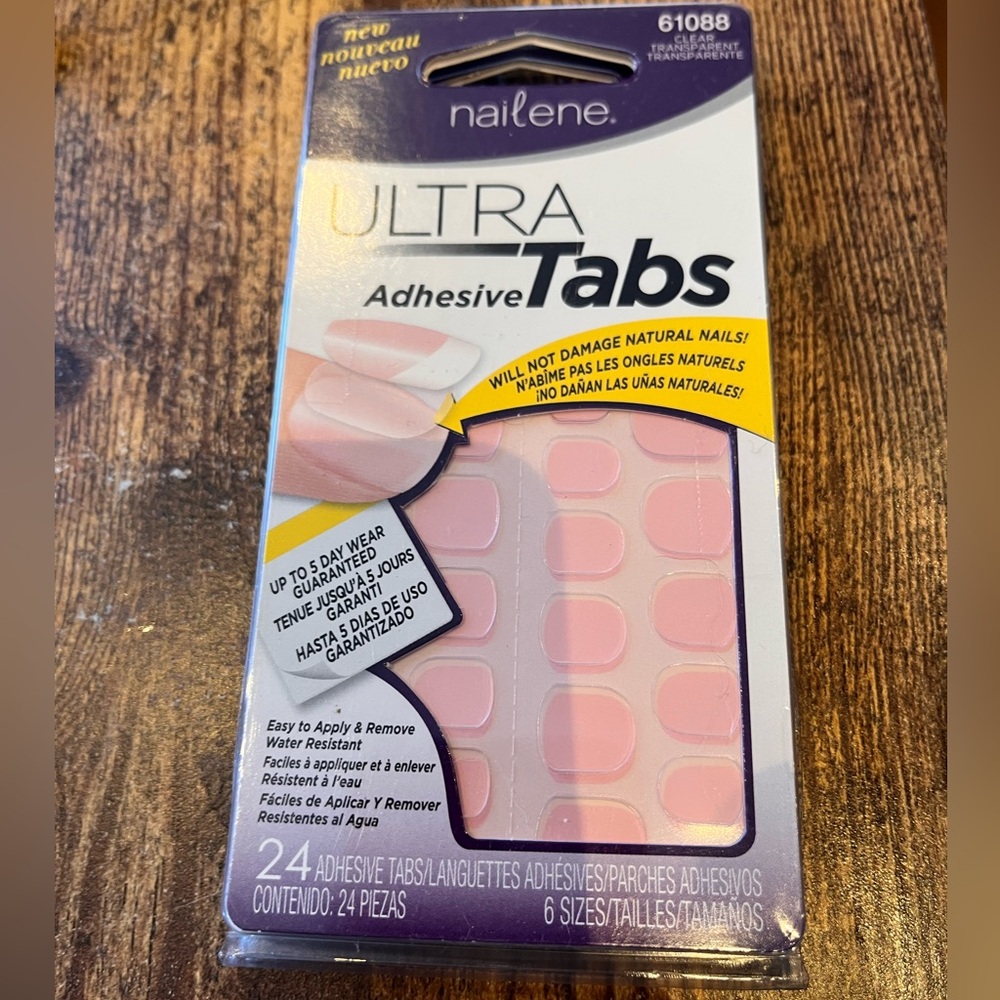 new
nouveau
nuevo
61088
CLEAR
TRANSPARENT
TRANSPARENTE
nailene®
ULTRA
Adhesive Tabs
WILL NOT DAMAGE NATURAL NAILS!
N'ABÎME PAS LES ONGLES NATURELS
¡NO DAÑAN LAS UÑAS NATURALES!
UP TO 5 DAY WEAR
GUARANTEED
TENUE JUSQU'À 5 JOURS
GARANTI
HASTA 5 DIAS DE USO
GARANTIZADO
Easy to Apply & Remove
Water Resistant
Faciles à appliquer et à enlever
Résistent à l'eau
Fáciles de Aplicar Y Remover
Resistentes al Agua
24 ADHESIVE TABS/LANGUETTES ADHÉSIVES/PARCHES ADHESIVOS
CONTENIDO: 24 PIEZAS
6 SIZES/TAILLES/TAMAÑOS